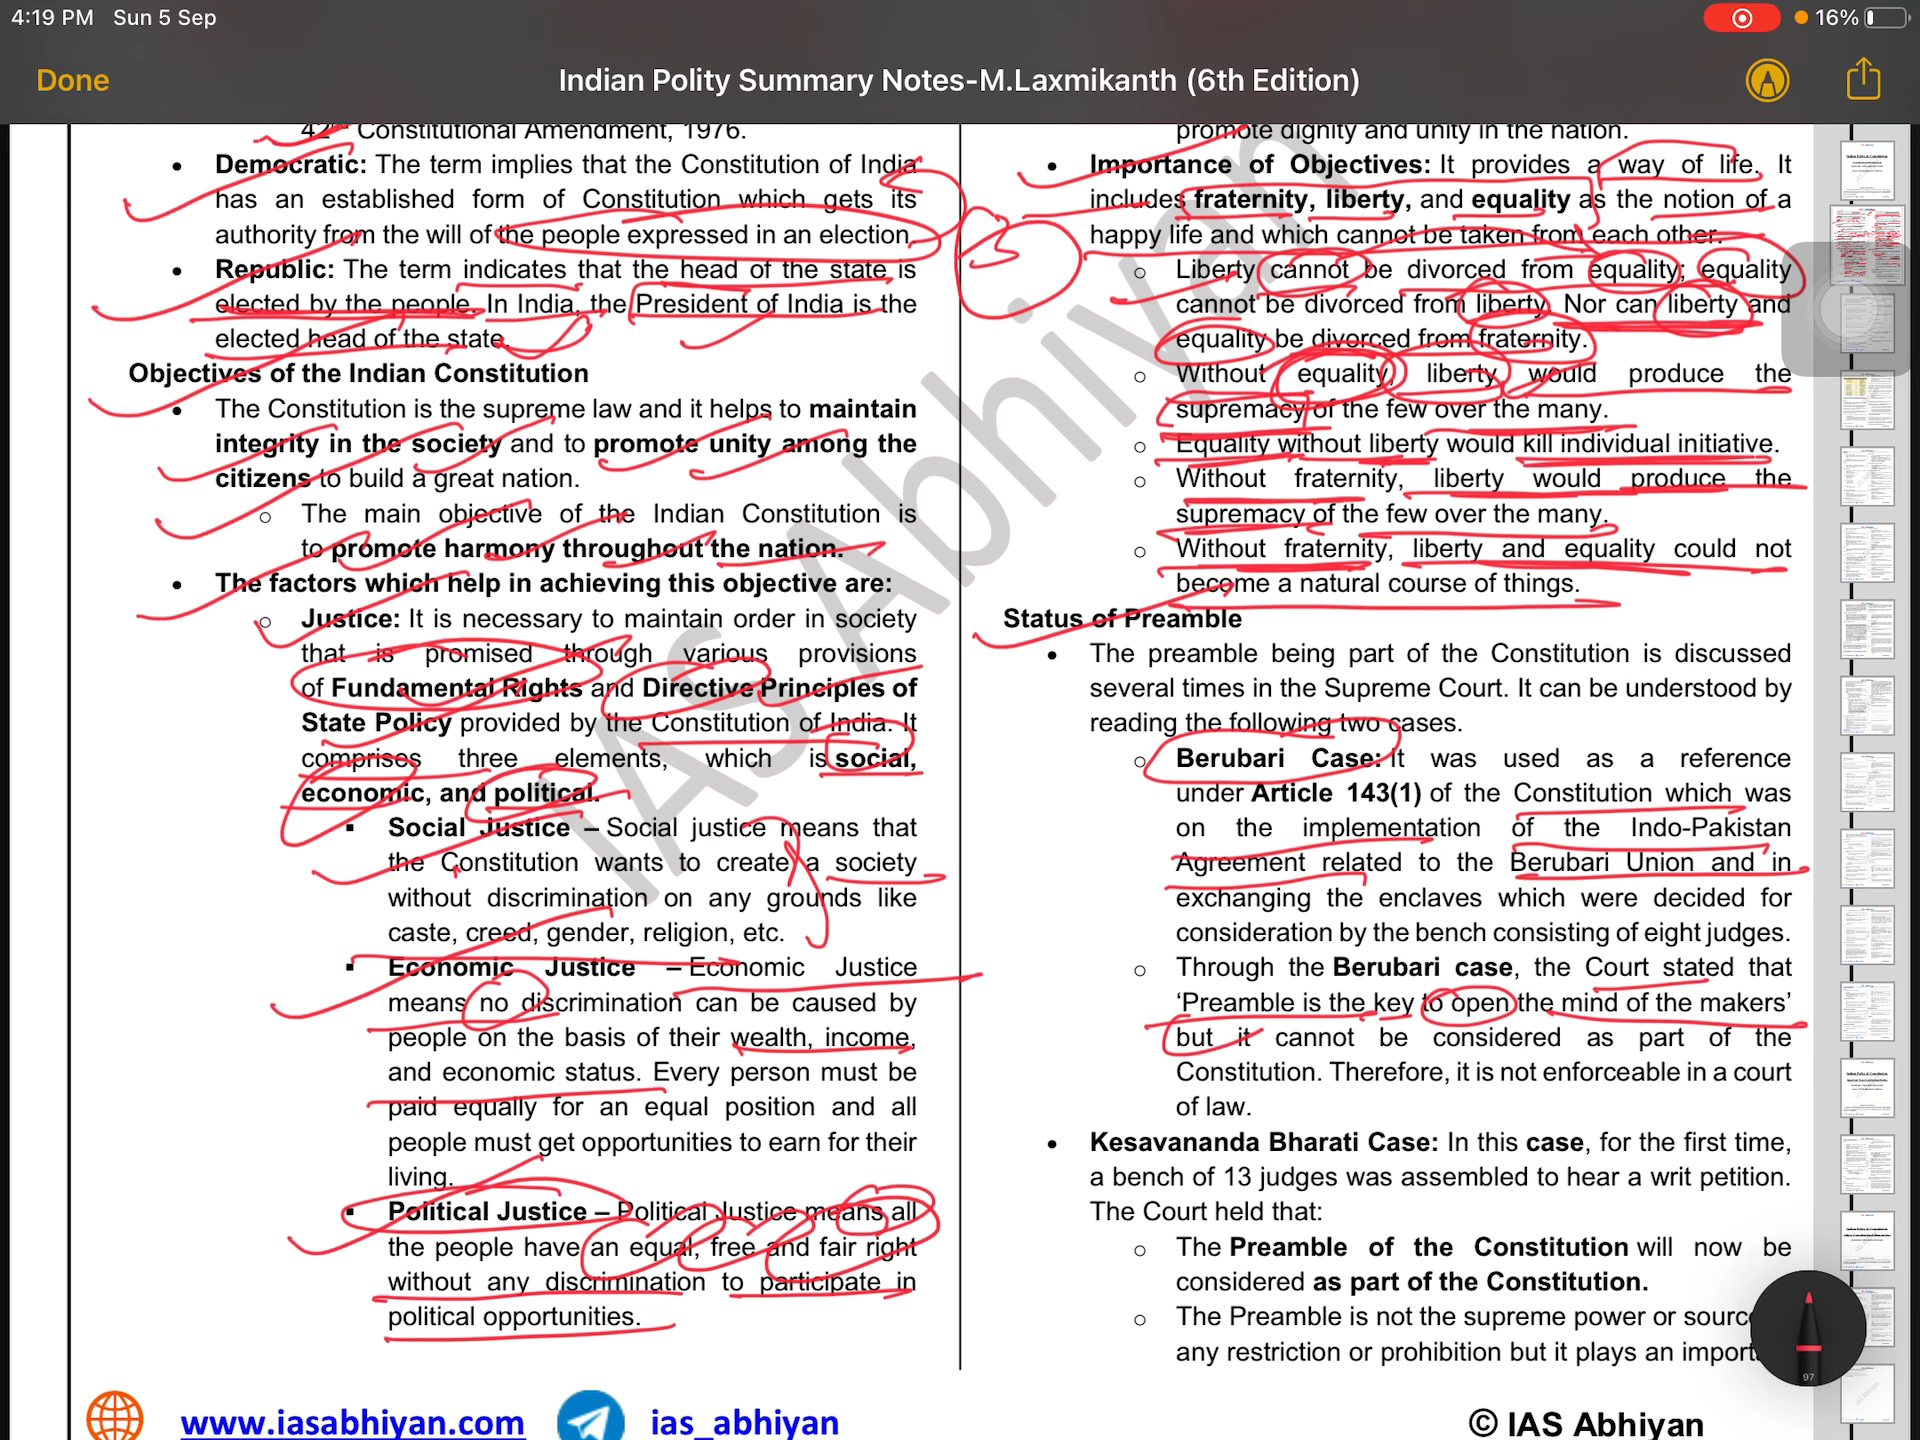 4:19 PM Sun 5 Sep
16%
Done
Indian Polity Summary Notes-M.Laxmikanth (6th Edition)
42nd Constitutional Amendment, 1976.
• Democratic: The term implies that the Constitution of India
has an established form of Constitution which gets its
authority from the will of the people expressed in an election.
• Republic: The term indicates that the head of the state is
elected by the people. In India, the President of India is the
elected head of the state.
Objectives of the Indian Constitution
• The Constitution is the supreme law and it helps to maintain
integrity in the society and to promote unity among the
citizens to build a great nation.
o The main objective of the Indian Constitution is
to promote harmony throughout the nation.
• The factors which help in achieving this objective are:
o Justice: It is necessary to maintain order in society
that is promised through various provisions
of Fundamental Rights and Directive Principles of
State Policy provided by the Constitution of India. It
comprises three elements, which is social,
economic, and political.
▪ Social Justice – Social justice means that
the Constitution wants to create a society
without discrimination on any grounds like
caste, creed, gender, religion, etc.
▪ Economic Justice – Economic Justice
means no discrimination can be caused by
people on the basis of their wealth, income,
and economic status. Every person must be
paid equally for an equal position and all
people must get opportunities to earn for their
living.
▪ Political Justice – Political Justice means all
the people have an equal, free and fair right
without any discrimination to participate in
political opportunities.
promote dignity and unity in the nation.
• Importance of Objectives: It provides a way of life. It
includes fraternity, liberty, and equality as the notion of a
happy life and which cannot be taken from each other.
o Liberty cannot be divorced from equality; equality
cannot be divorced from liberty. Nor can liberty and
equality be divorced from fraternity.
o Without equality, liberty would produce the
supremacy of the few over the many.
o Equality without liberty would kill individual initiative.
o Without fraternity, liberty would produce the
supremacy of the few over the many.
o Without fraternity, liberty and equality could not
become a natural course of things.
Status of Preamble
• The preamble being part of the Constitution is discussed
several times in the Supreme Court. It can be understood by
reading the following two cases.
o Berubari Case: It was used as a reference
under Article 143(1) of the Constitution which was
on the implementation of the Indo-Pakistan
Agreement related to the Berubari Union and in
exchanging the enclaves which were decided for
consideration by the bench consisting of eight judges.
o Through the Berubari case, the Court stated that
‘Preamble is the key to open the mind of the makers’
but it cannot be considered as part of the
Constitution. Therefore, it is not enforceable in a court
of law.
• Kesavananda Bharati Case: In this case, for the first time,
a bench of 13 judges was assembled to hear a writ petition.
The Court held that:
o The Preamble of the Constitution will now be
considered as part of the Constitution.
o The Preamble is not the supreme power or sourc
any restriction or prohibition but it plays an import
IAS Abhiyan
97
www.iasabhiyan.com
ias_abhiyan
© IAS Abhiyan